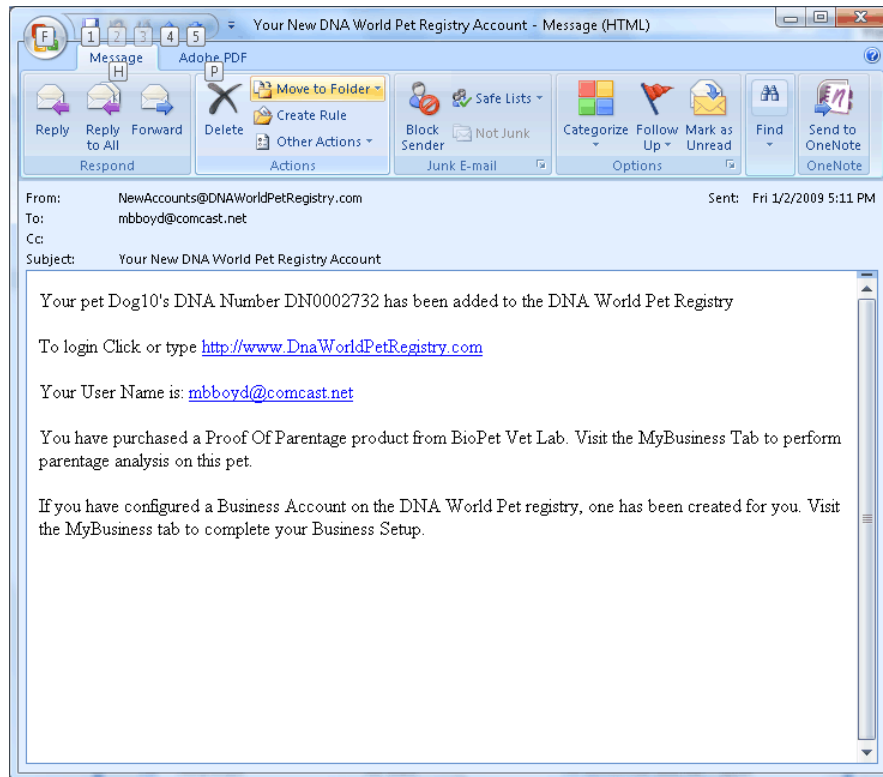 Your New DNA World Pet Registry Account - Message (HTML)
F 1 2 3 4 5
Message Adobe PDF
H P
Move to Folder
Safe Lists
Create Rule
Not Junk
Other Actions
Reply Reply to All Forward Delete Block Sender Categorize Follow Up Mark as Unread Find Send to OneNote
Respond Actions Junk E-mail Options OneNote
From: NewAccounts@DNAWorldPetRegistry.com Sent: Fri 1/2/2009 5:11 PM
To: mbboyd@comcast.net
Cc:
Subject: Your New DNA World Pet Registry Account
Your pet Dog10's DNA Number DN0002732 has been added to the DNA World Pet Registry
To login Click or type http://www.DnaWorldPetRegistry.com
Your User Name is: mbboyd@comcast.net
You have purchased a Proof Of Parentage product from BioPet Vet Lab. Visit the MyBusiness Tab to perform
parentage analysis on this pet.
If you have configured a Business Account on the DNA World Pet registry, one has been created for you. Visit
the MyBusiness tab to complete your Business Setup.